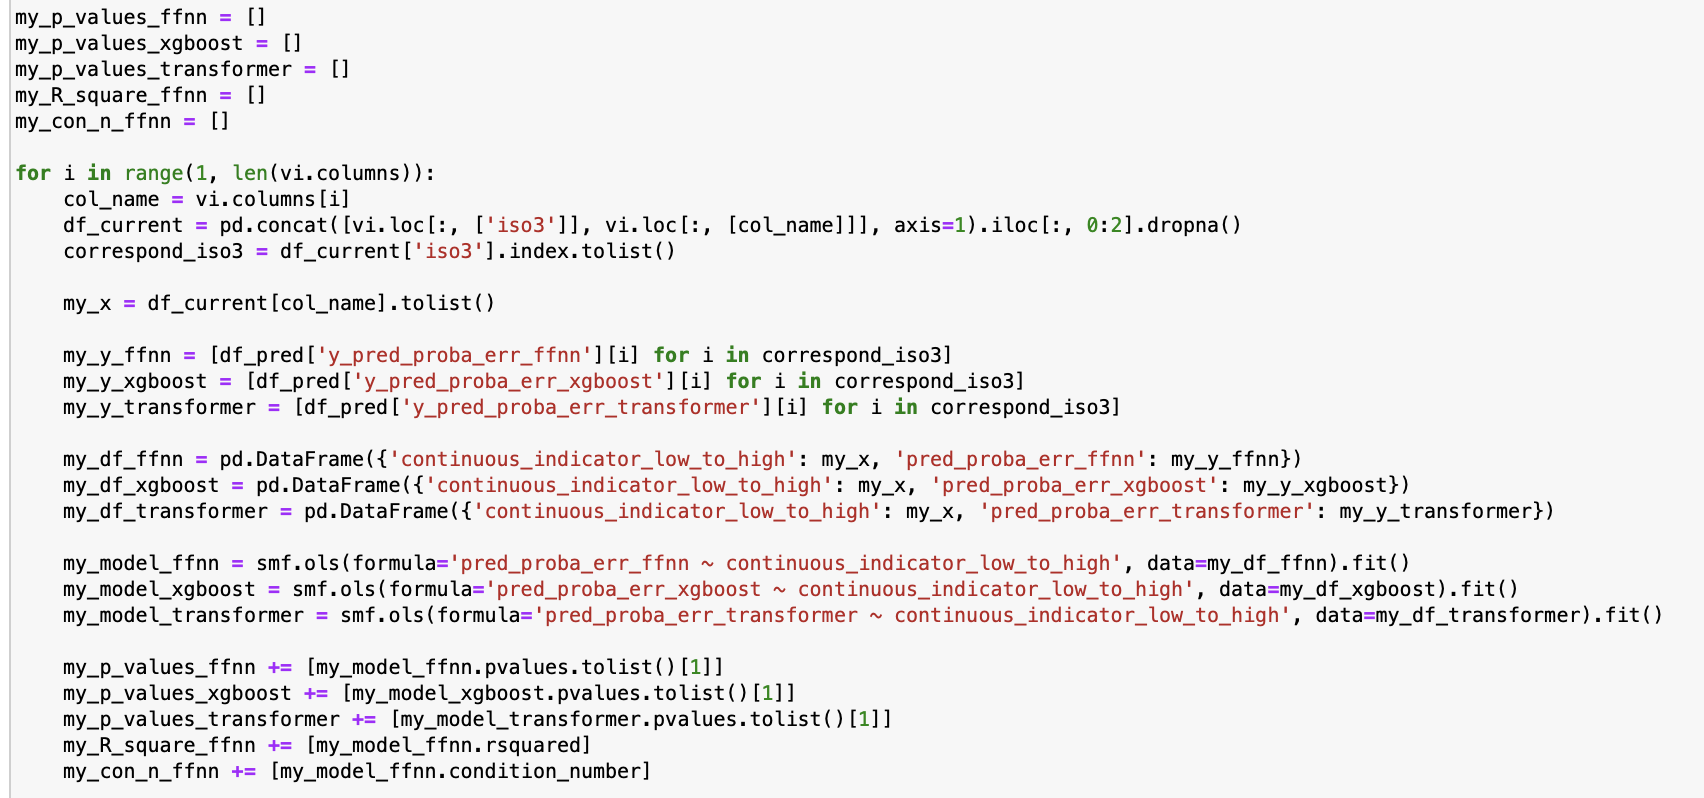 my_p_values_ffnn = []
my_p_values_xgboost = []
my_p_values_transformer = []
my_R_square_ffnn = []
my_con_n_ffnn = []

for i in range(1, len(vi.columns)):
    col_name = vi.columns[i]
    df_current = pd.concat([vi.loc[:, ['iso3']], vi.loc[:, [col_name]]], axis=1).iloc[:, 0:2].dropna()
    correspond_iso3 = df_current['iso3'].index.tolist()

    my_x = df_current[col_name].tolist()

    my_y_ffnn = [df_pred['y_pred_proba_err_ffnn'][i] for i in correspond_iso3]
    my_y_xgboost = [df_pred['y_pred_proba_err_xgboost'][i] for i in correspond_iso3]
    my_y_transformer = [df_pred['y_pred_proba_err_transformer'][i] for i in correspond_iso3]

    my_df_ffnn = pd.DataFrame({'continuous_indicator_low_to_high': my_x, 'pred_proba_err_ffnn': my_y_ffnn})
    my_df_xgboost = pd.DataFrame({'continuous_indicator_low_to_high': my_x, 'pred_proba_err_xgboost': my_y_xgboost})
    my_df_transformer = pd.DataFrame({'continuous_indicator_low_to_high': my_x, 'pred_proba_err_transformer': my_y_transformer})

    my_model_ffnn = smf.ols(formula='pred_proba_err_ffnn ~ continuous_indicator_low_to_high', data=my_df_ffnn).fit()
    my_model_xgboost = smf.ols(formula='pred_proba_err_xgboost ~ continuous_indicator_low_to_high', data=my_df_xgboost).fit()
    my_model_transformer = smf.ols(formula='pred_proba_err_transformer ~ continuous_indicator_low_to_high', data=my_df_transformer).fit()

    my_p_values_ffnn += [my_model_ffnn.pvalues.tolist()[1]]
    my_p_values_xgboost += [my_model_xgboost.pvalues.tolist()[1]]
    my_p_values_transformer += [my_model_transformer.pvalues.tolist()[1]]
    my_R_square_ffnn += [my_model_ffnn.rsquared]
    my_con_n_ffnn += [my_model_ffnn.condition_number]